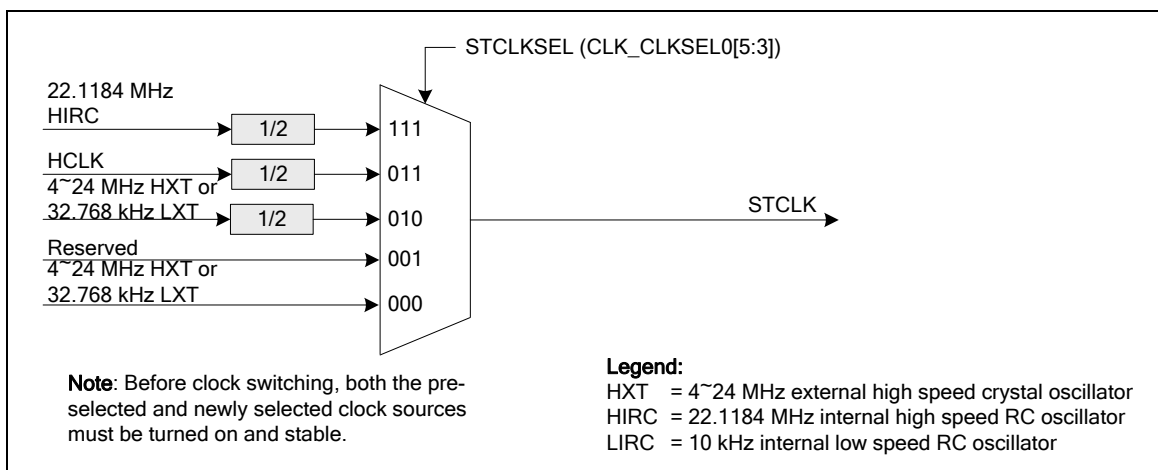 STCLKSEL (CLK_CLKSEL0[5:3])
22.1184 MHz
HIRC
1/2
111
HCLK
1/2
011
4~24 MHz HXT or
32.768 kHz LXT
1/2
010
STCLK
Reserved
001
4~24 MHz HXT or
32.768 kHz LXT
000
Note: Before clock switching, both the pre-
selected and newly selected clock sources
must be turned on and stable.
Legend:
HXT = 4~24 MHz external high speed crystal oscillator
HIRC = 22.1184 MHz internal high speed RC oscillator
LIRC = 10 kHz internal low speed RC oscillator